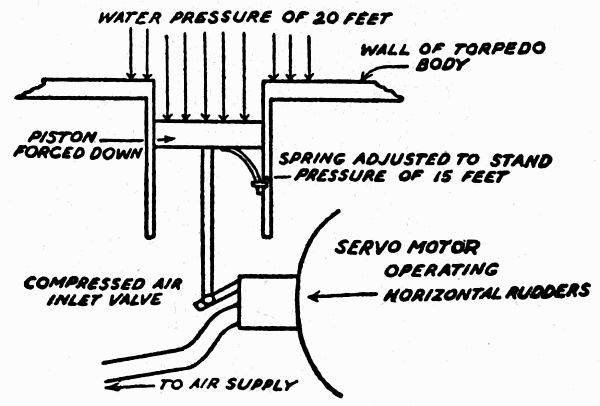 WATER PRESSURE OF 20 FEET
WALL OF TORPEDO
BODY
PISTON
FORCED DOWN
SPRING ADJUSTED TO STAND
PRESSURE OF 15 FEET
SERVO MOTOR
OPERATING
HORIZONTAL RUDDERS
COMPRESSED AIR
INLET VALVE
TO AIR SUPPLY